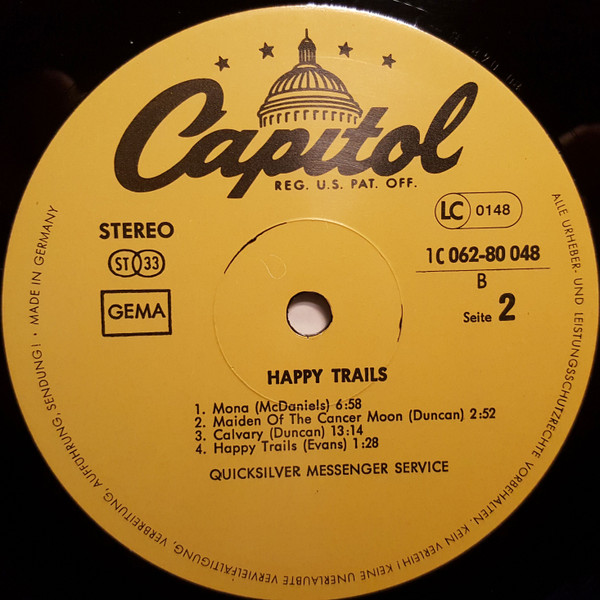 Capitol
REG. U.S. PAT. OFF.
STEREO
ST 33
GEMA
LC 0148
1C 062-80 048
B
Seite 2
HAPPY TRAILS
1. Mona (McDaniels) 6:58
2. Maiden Of The Cancer Moon (Duncan) 2:52
3. Calvary (Duncan) 13:14
4. Happy Trails (Evans) 1:28
QUICKSILVER MESSENGER SERVICE
ALLE URHEBER- UND LEISTUNGSSCHUTZRECHTE VORBEHALTEN. KEIN VERLEIH! KEINE UNERLAUBTE VERVIELFÄLTIGUNG, VERBREITUNG, AUFFÜHRUNG, SENDUNG! • MADE IN GERMANY